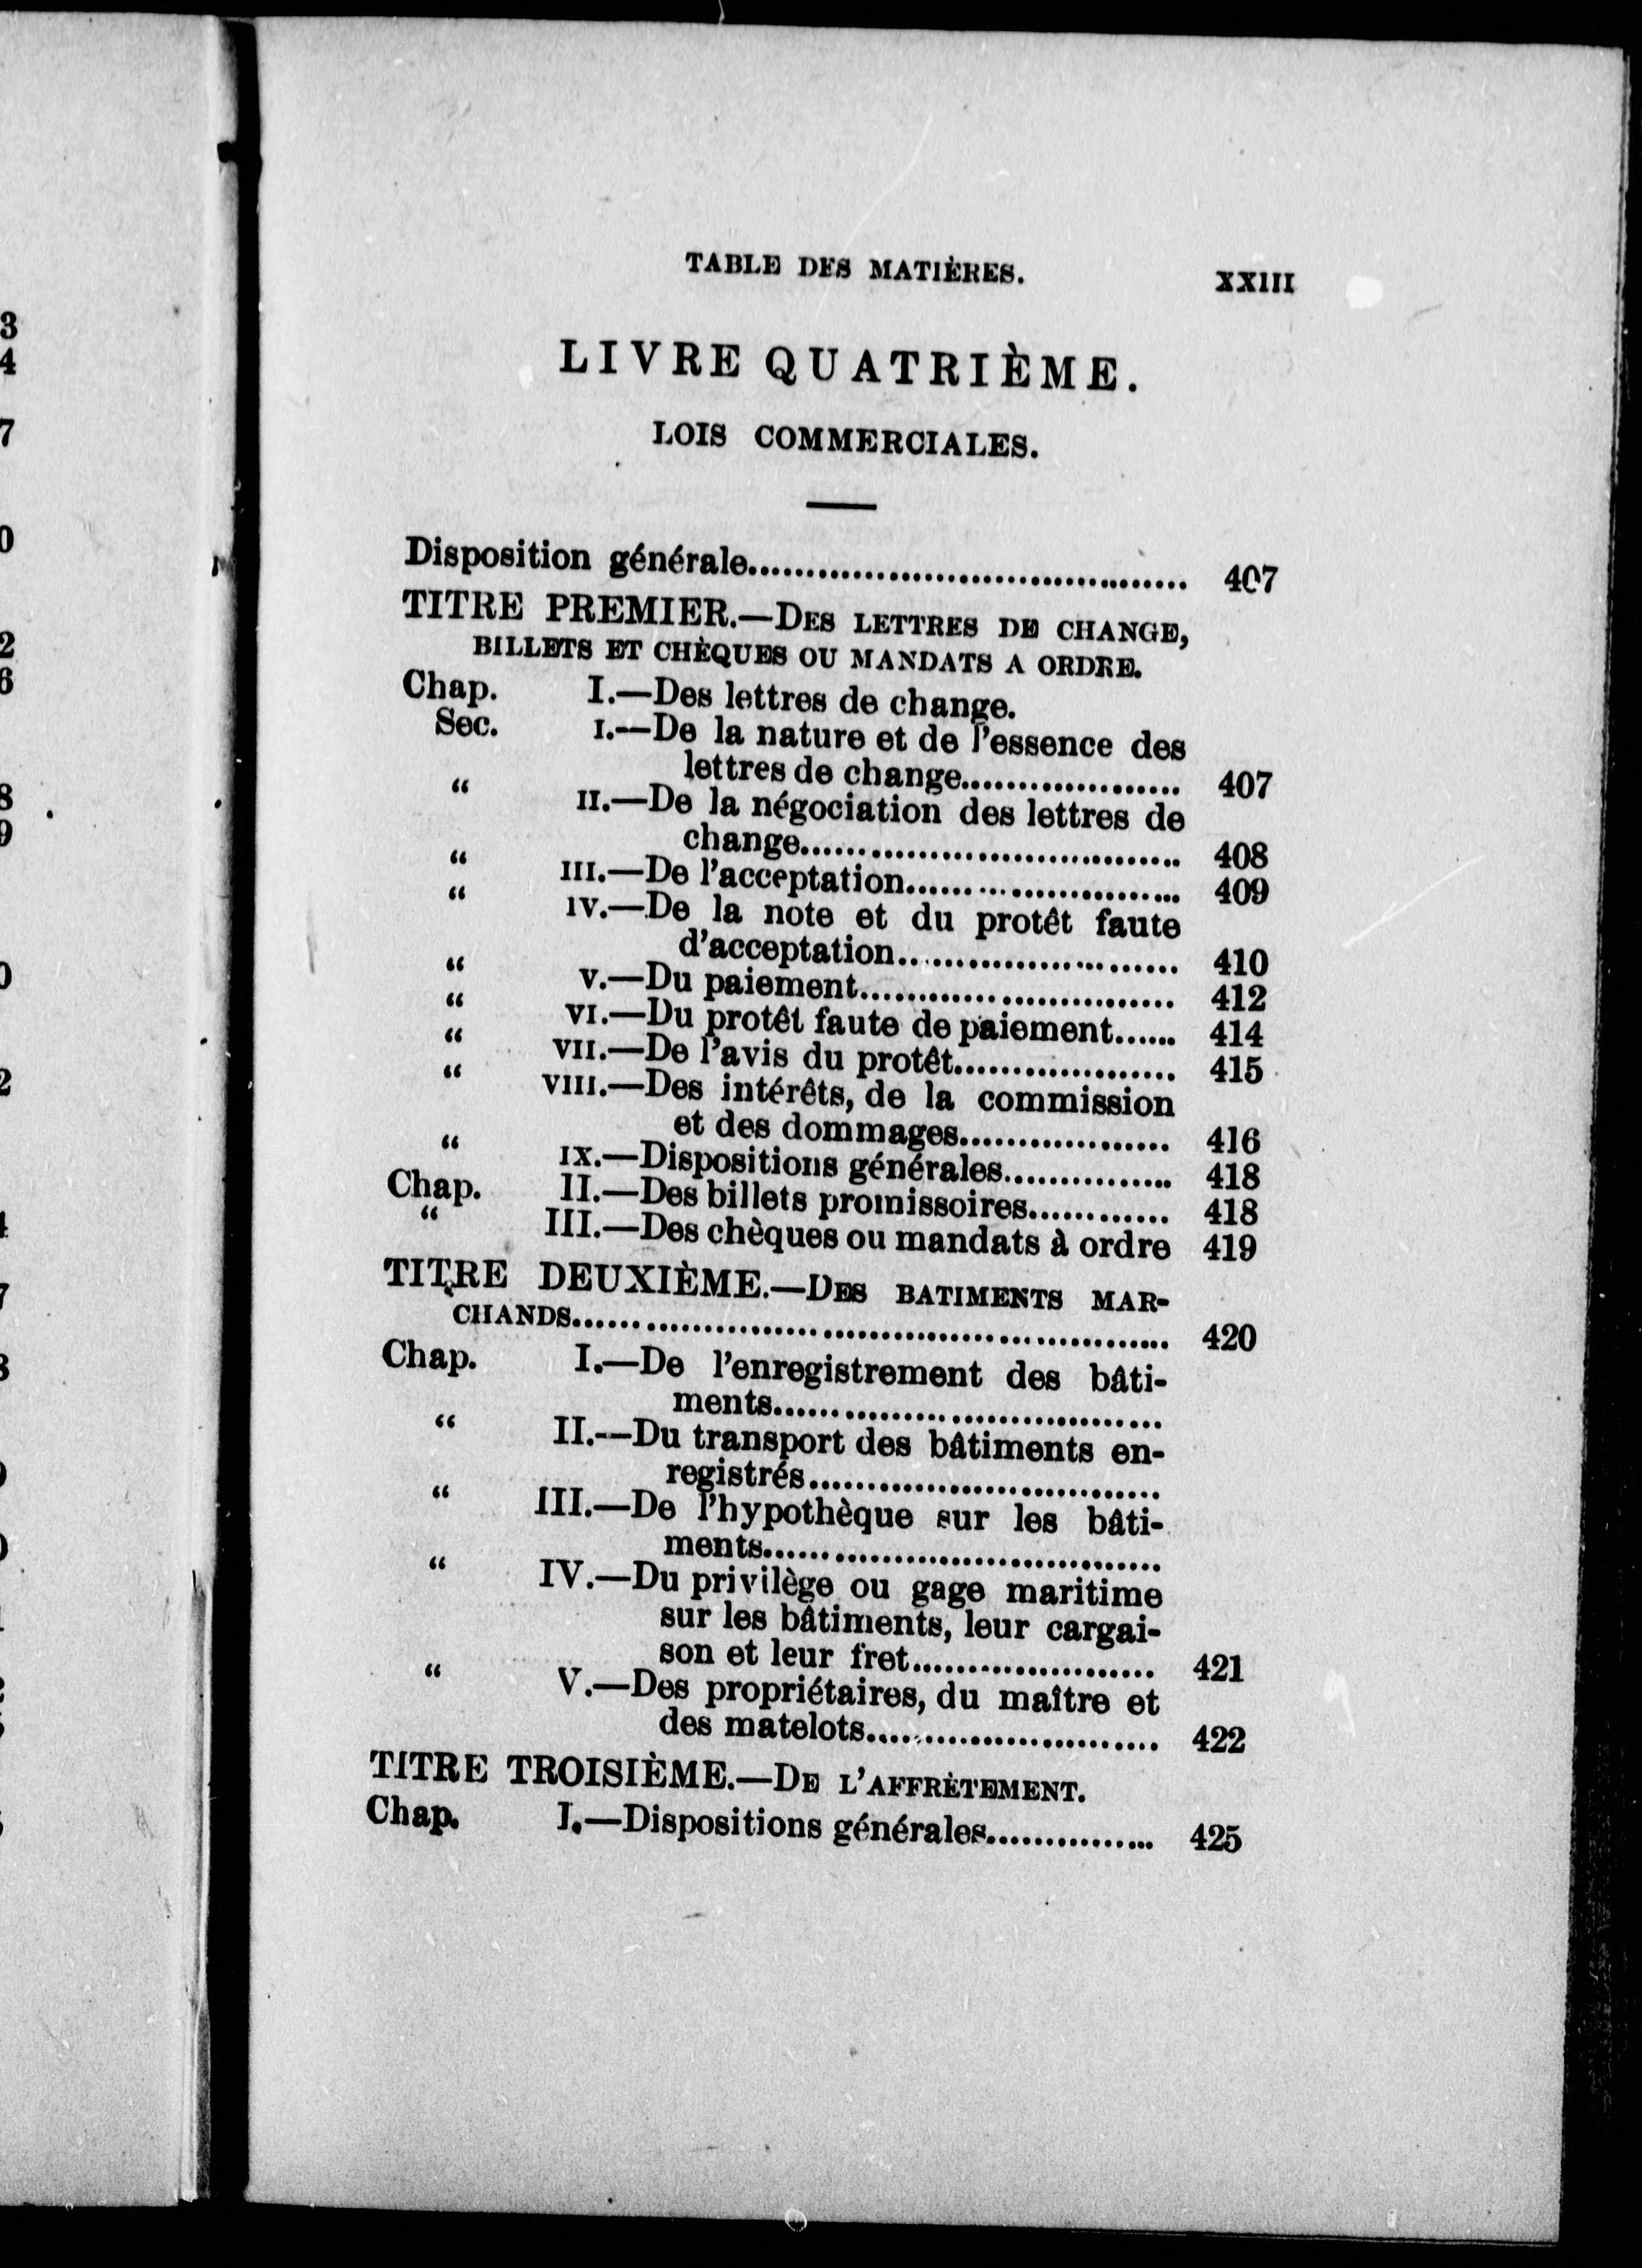 TABLE DES MATIÈRES. XXIII
LIVRE QUATRIÈME.
LOIS COMMERCIALES.
Disposition générale........................................ 407
TITRE PREMIER.—DES LETTRES DE CHANGE,
BILLETS ET CHÈQUES OU MANDATS A ORDRE.
Chap. I.—Des lettres de change.
Sec. I.—De la nature et de l'essence des
lettres de change.................... 407
“ II.—De la négociation des lettres de
change.................................. 408
“ III.—De l'acceptation......................... 409
“ IV.—De la note et du protêt faute
d'acceptation.......................... 410
“ V.—Du paiement............................. 412
“ VI.—Du protêt faute de paiement...... 414
“ VII.—De l'avis du protêt.................... 415
“ VIII.—Des intérêts, de la commission
et des dommages................... 416
“ IX.—Dispositions générales............... 418
Chap. II.—Des billets promissoires............ 418
“ III.—Des chèques ou mandats à ordre 419
TITRE DEUXIÈME.—DES BATIMENTS MAR-
CHANDS...................................................... 420
Chap. I.—De l'enregistrement des bâti-
ments...................................
“ II.—Du transport des bâtiments en-
registrés................................
“ III.—De l'hypothèque sur les bâti-
ments....................................
“ IV.—Du privilège ou gage maritime
sur les bâtiments, leur cargai-
son et leur fret...................... 421
“ V.—Des propriétaires, du maître et
des matelots........................... 422
TITRE TROISIÈME.—DE L'AFFRÈTEMENT.
Chap. I.—Dispositions générales............... 425